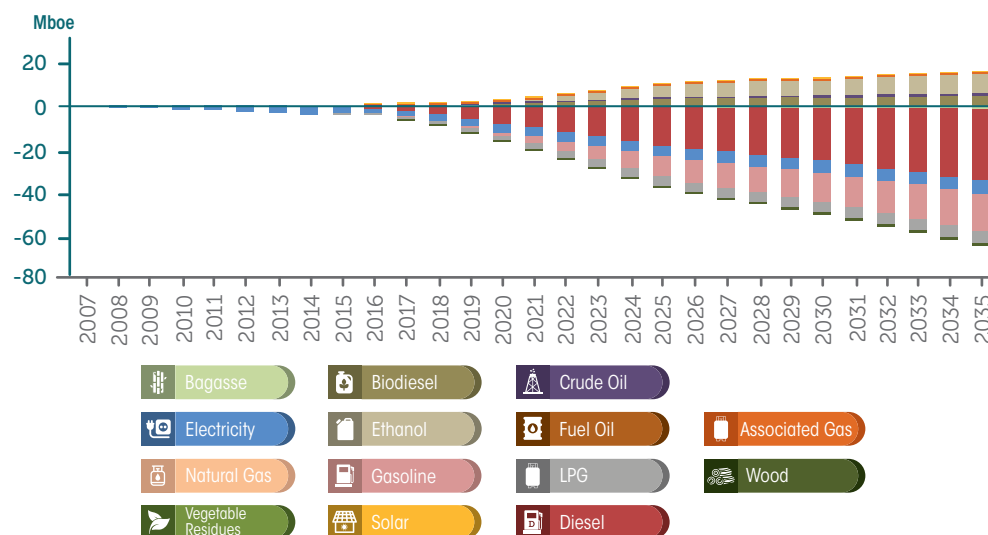 Mboe
20
0
-20
-40
-60
-80
2007 2008 2009 2010 2011 2012 2013 2014 2015 2016 2017 2018 2019 2020 2021 2022 2023 2024 2025 2026 2027 2028 2029 2030 2031 2032 2033 2034 2035
Bagasse Biodiesel Crude Oil
Electricity Ethanol Fuel Oil Associated Gas
Natural Gas Gasoline LPG Wood
Vegetable
Residues Solar D Diesel